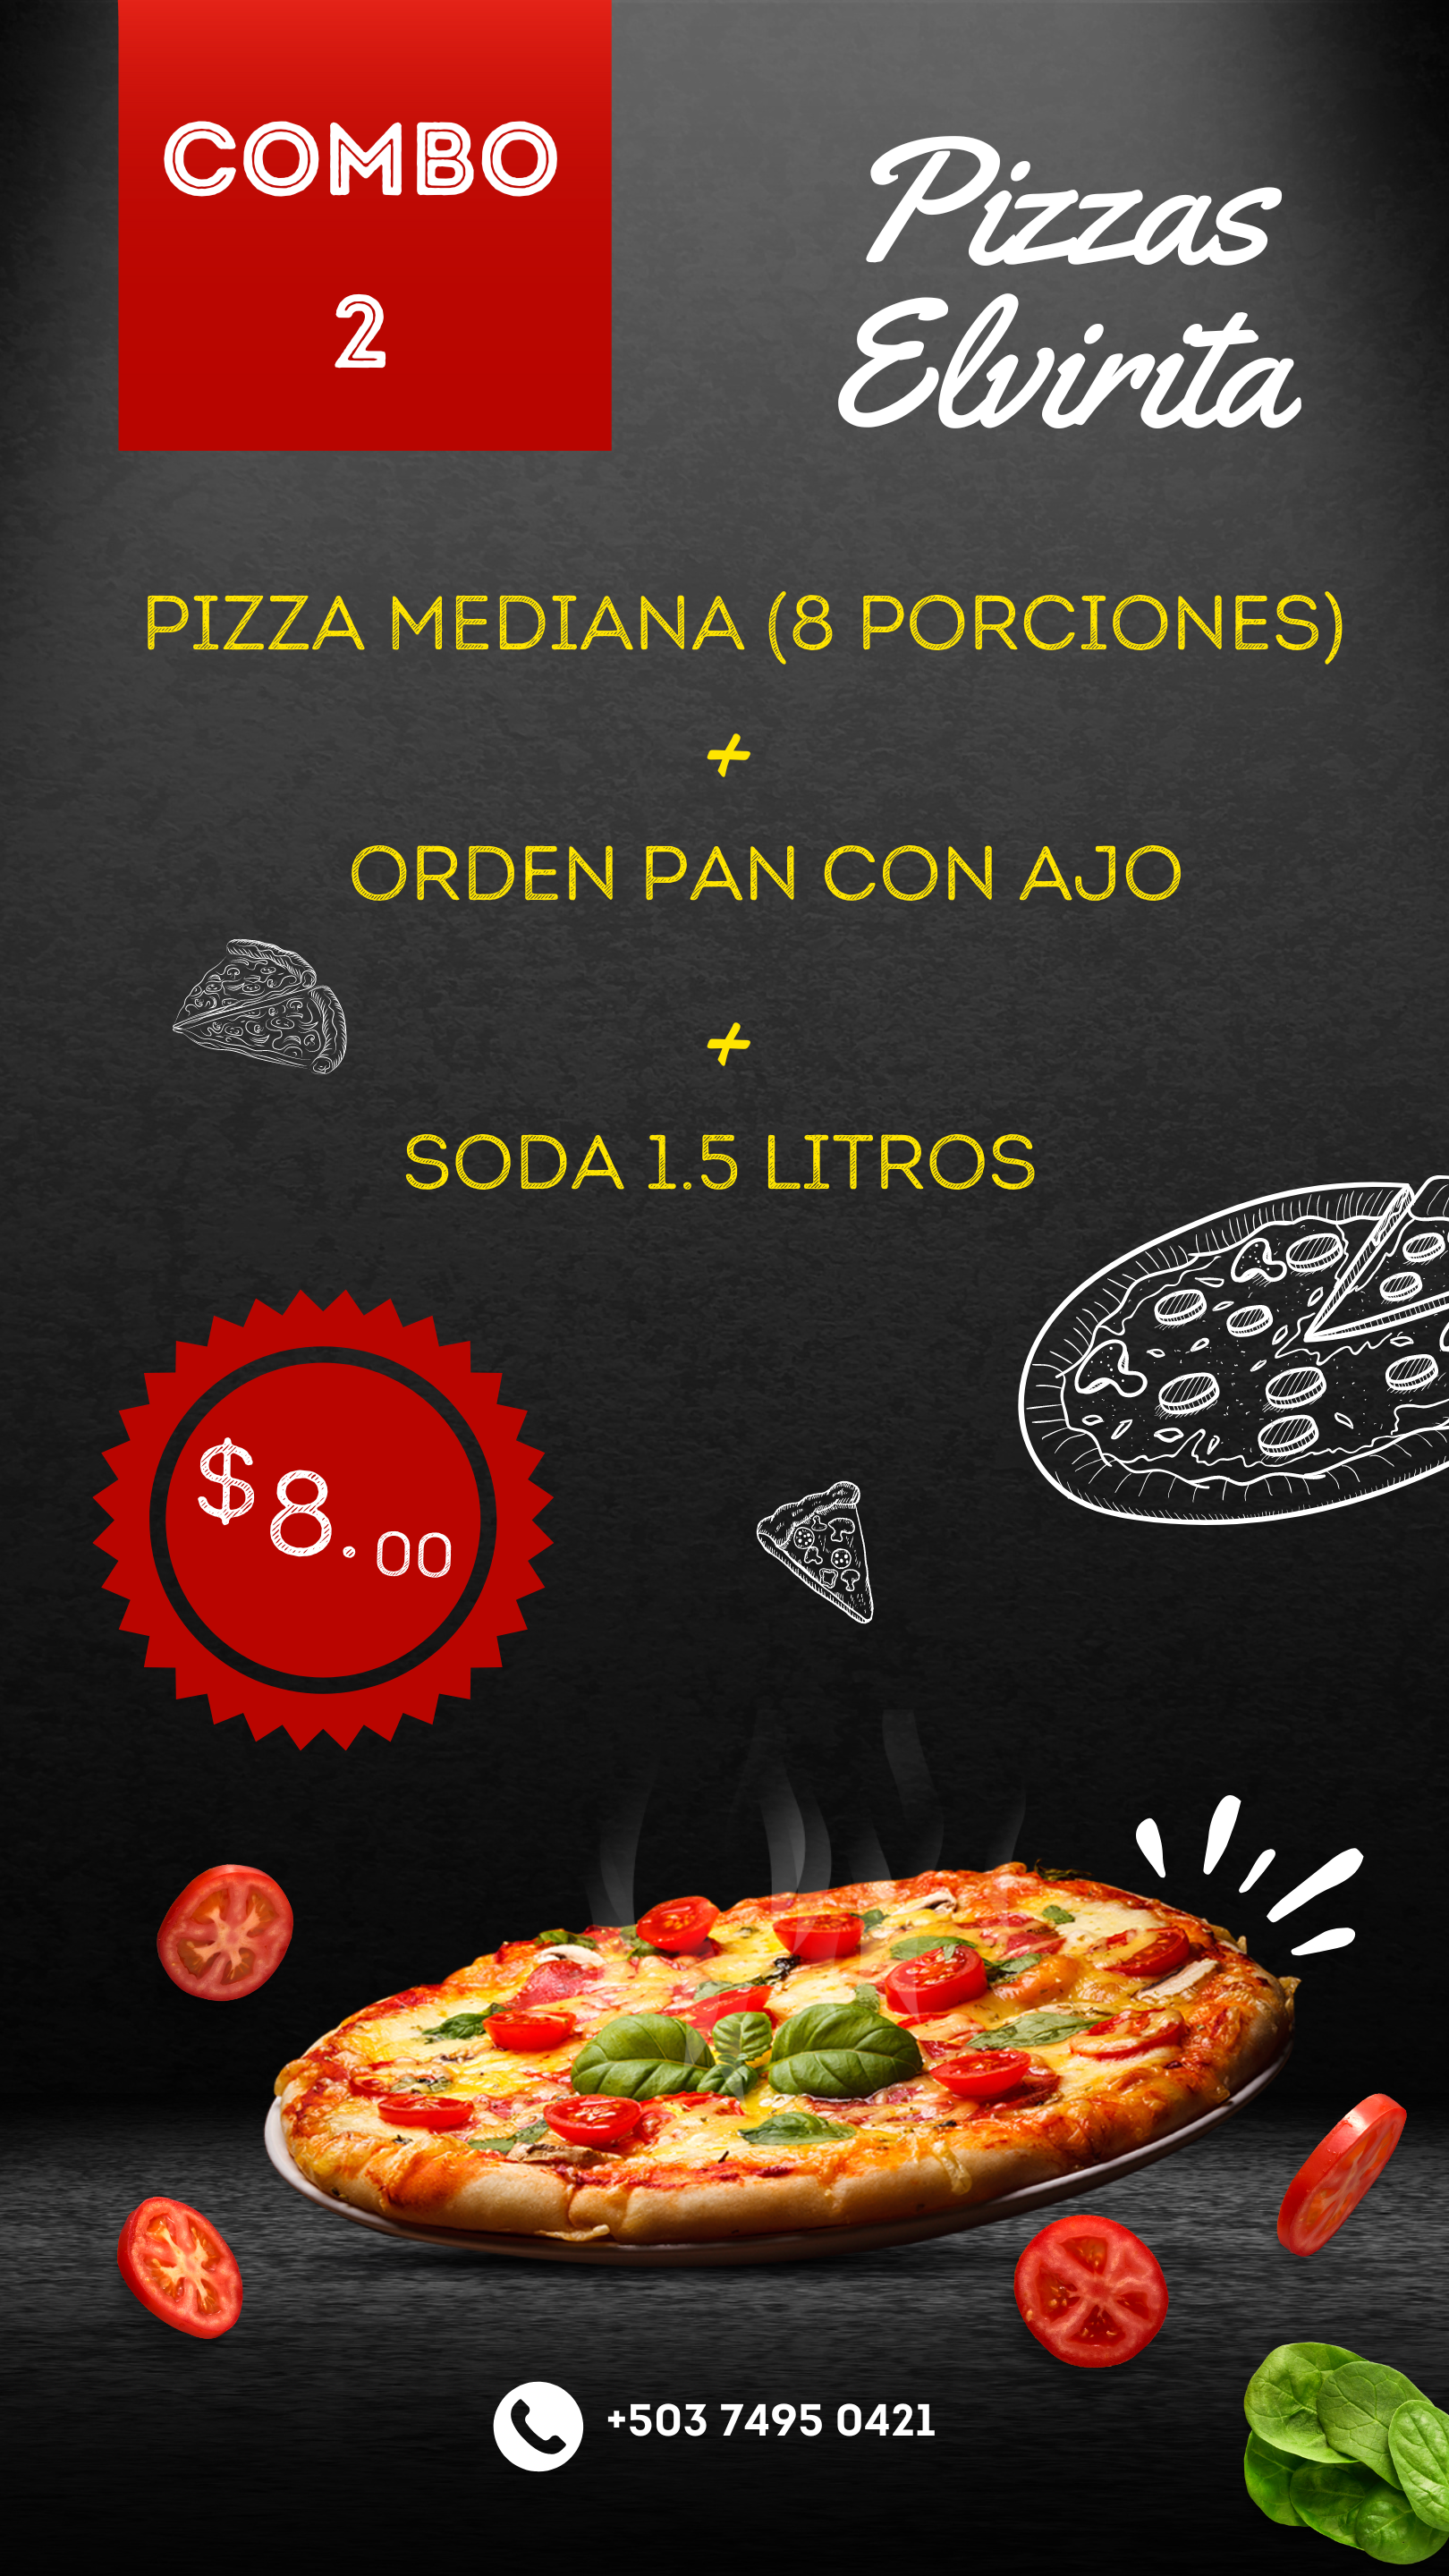 COMBO
2
Pizzas
Elvirita
PIZZA MEDIANA (8 PORCIONES)
+
ORDEN PAN CON AJO
+
SODA 1.5 LITROS
$8.00
+503 7495 0421